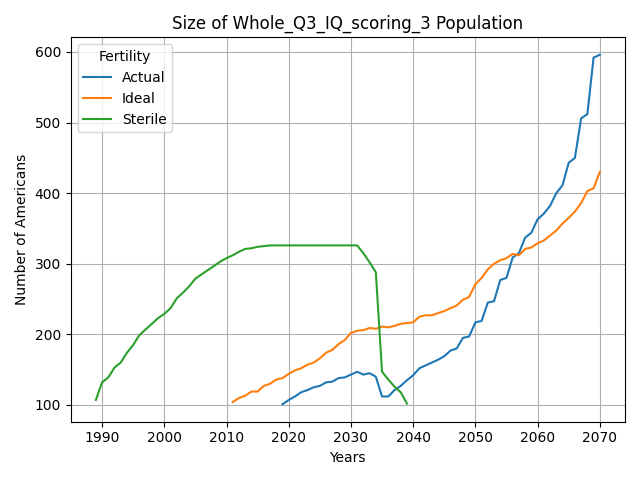 Size of Whole_Q3_IQ_scoring_3 Population
Number of Americans
600
500
400
300
200
100
Fertility
Actual
Ideal
Sterile
1990 2000 2010 2020 2030 2040 2050 2060 2070
Years